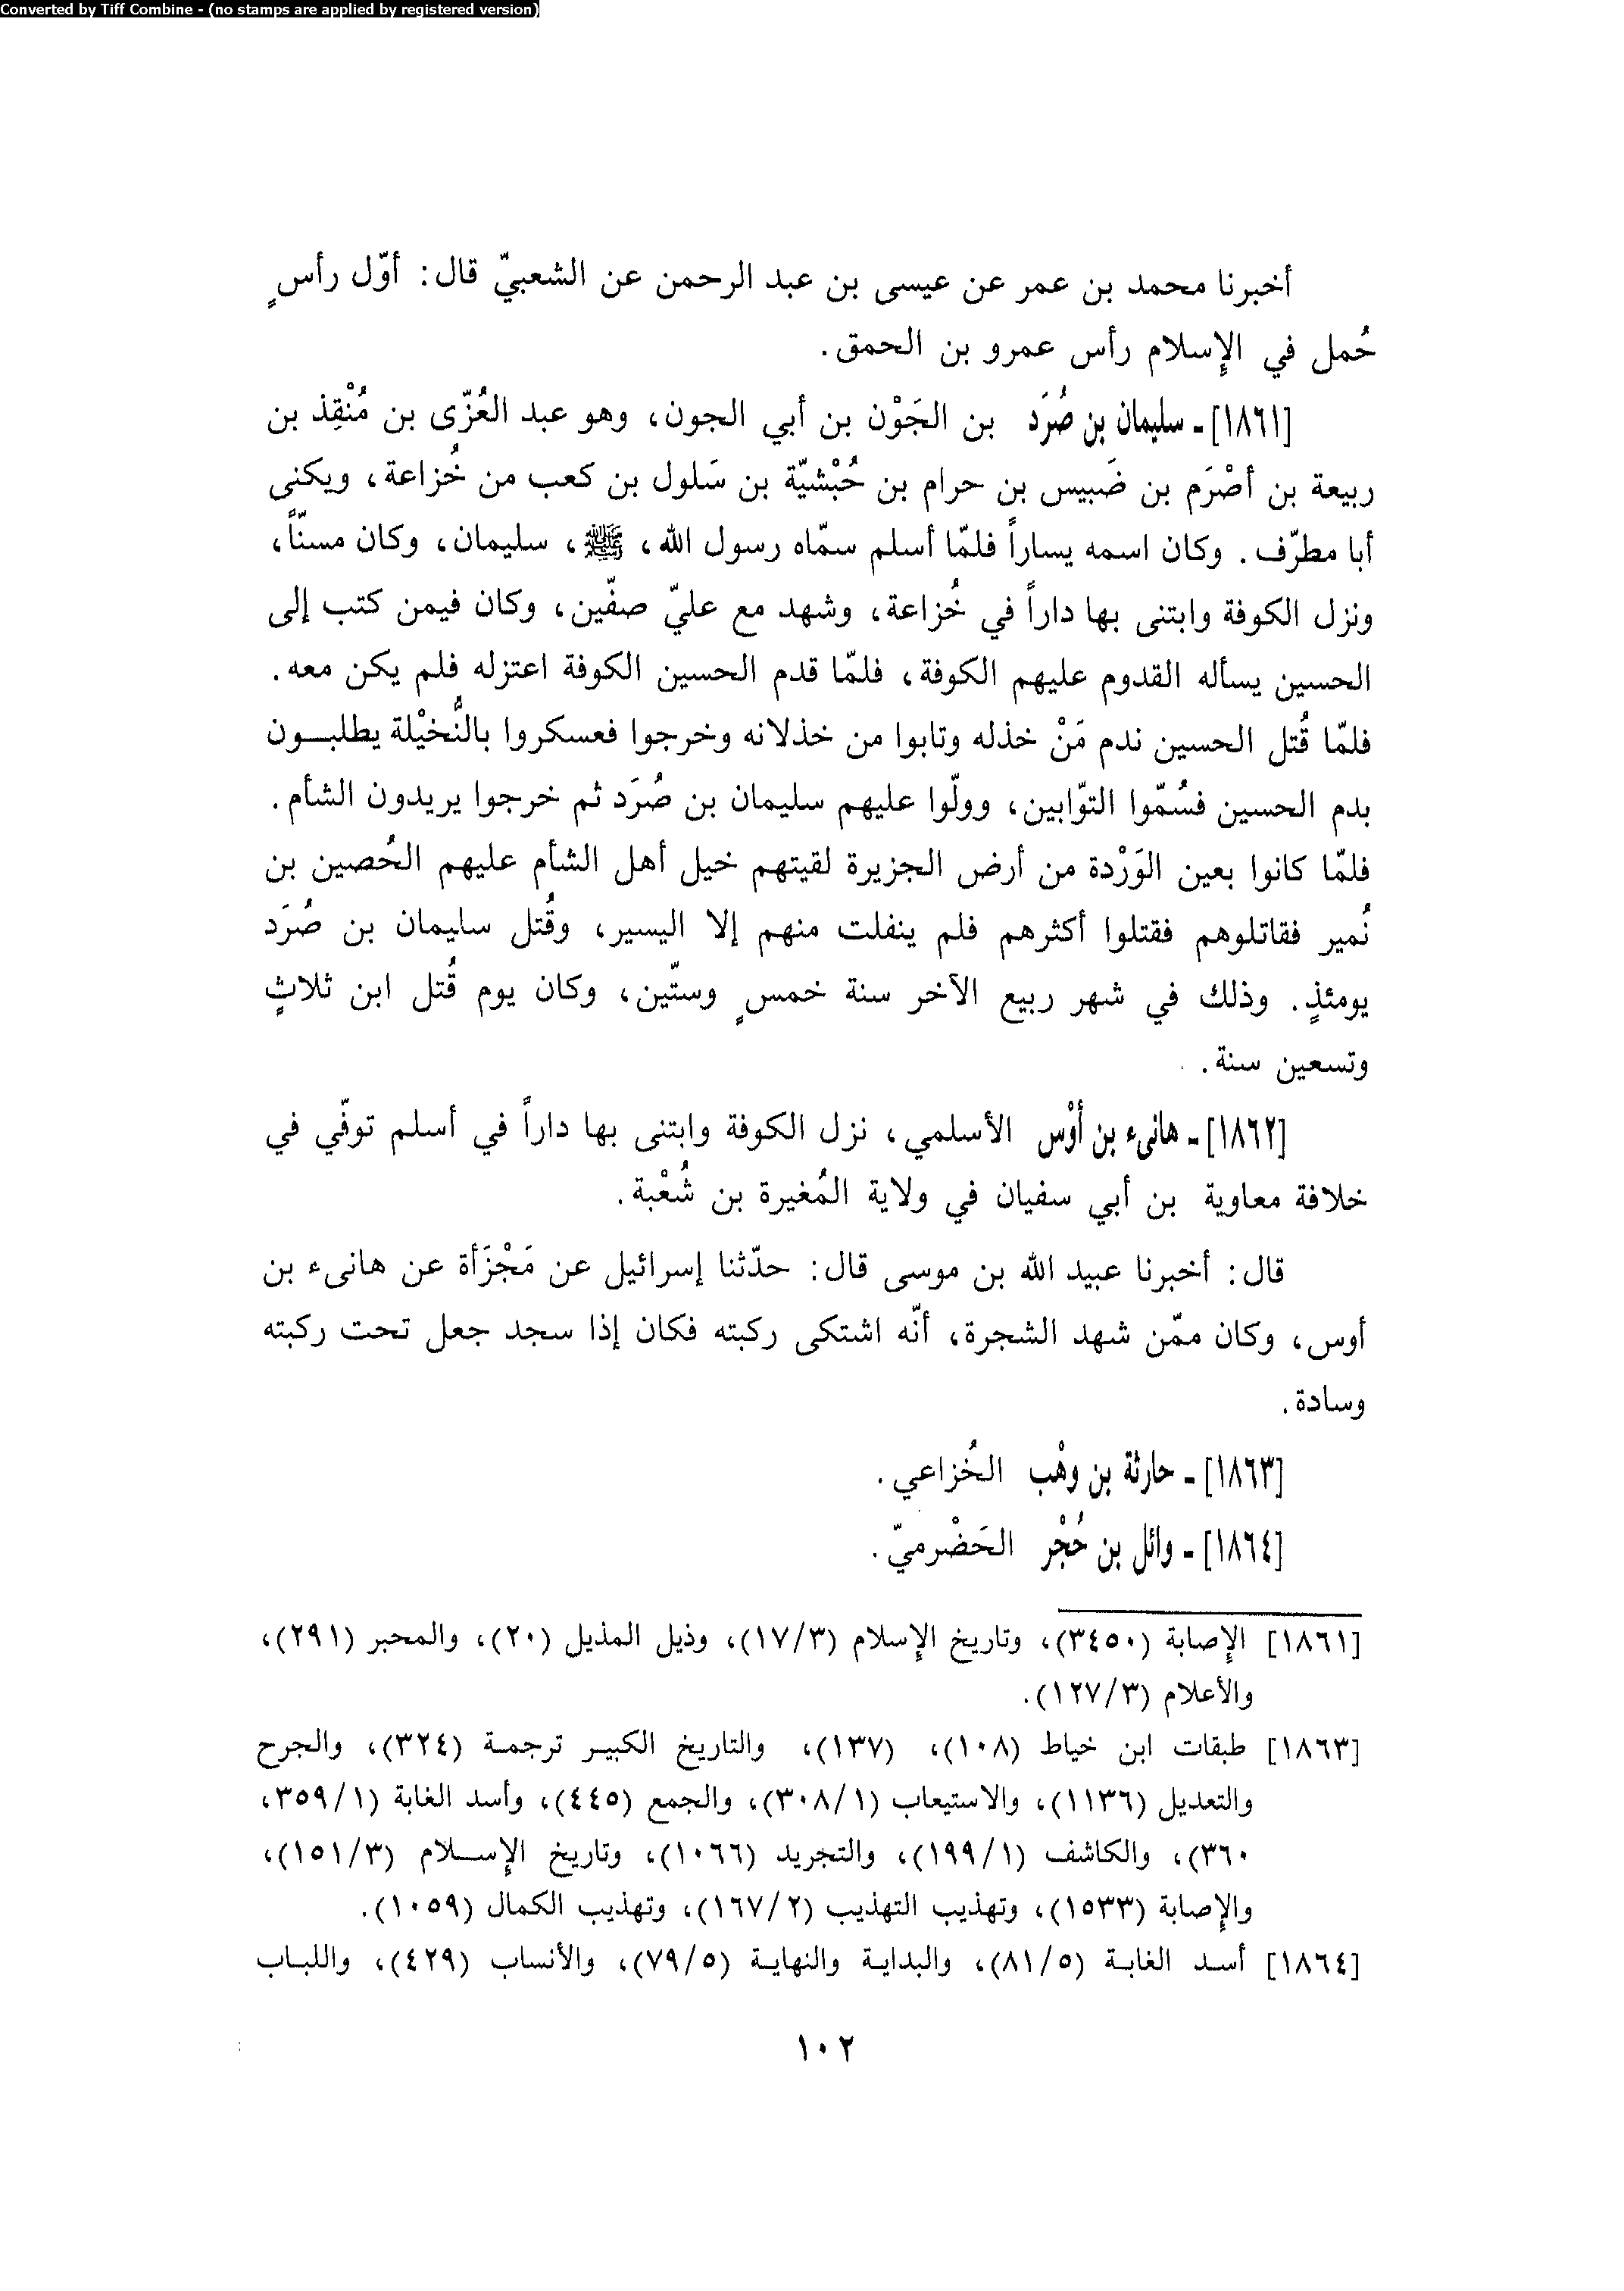 Converted by Tiff Combine - (no stamps are applied by registered version)
أخبرنا محمد بن عمر عن عيسى بن عبد الرحمن عن الشعبيّ قال: أوّل رأسٍ
حُمل في الإسلام رأس عمرو بن الحمق.
[١٨٦١]ـ سليمان بن صُرَد بن الجَوْن بن أبي الجون، وهو عبد العُزّى بن مُنْقِذ بن
ربيعة بن أصْرَم بن ضَبيس بن حرام بن حُبْشيّة بن سَلول بن كعب من خُزاعة، ويكنى
أبا مطرّف. وكان اسمه يساراً فلمّا أسلم سمّاه رسول الله، ﷺ، سليمان، وكان مسنّاً،
ونزل الكوفة وابتنى بها داراً في خُزاعة، وشهد مع عليّ صفّين، وكان فيمن كتب إلى
الحسين يسأله القدوم عليهم الكوفة، فلمّا قدم الحسين الكوفة اعتزله فلم يكن معه.
فلمّا قُتل الحسين ندم مَنْ خذله وتابوا من خذلانه وخرجوا فعسكروا بالنُّخيْلة يطلبـــون
بدم الحسين فسُمّوا التوّابين، وولّوا عليهم سليمان بن صُرَد ثم خرجوا يريدون الشأم.
فلمّا كانوا بعين الوَرْدة من أرض الجزيرة لقيتهم خيل أهل الشأم عليهم الحُصين بن
نُمير فقاتلوهم فقتلوا أكثرهم فلم ينفلت منهم إلا اليسير، وقُتل سليمان بن صُرَد
يومئذٍ. وذلك في شهر ربيع الآخر سنة خمسٍ وستّين، وكان يوم قُتل ابن ثلاثٍ
وتسعين سنة.
[١٨٦٢]ـ هانىء بن أوْس الأسلمي، نزل الكوفة وابتنى بها داراً في أسلم توفّي في
خلافة معاوية بن أبي سفيان في ولاية المُغيرة بن شُعْبة.
قال: أخبرنا عبيد الله بن موسى قال: حدّثنا إسرائيل عن مَجْزَأة عن هانىء بن
أوس، وكان ممّن شهد الشجرة، أنّه اشتكى ركبته فكان إذا سجد جعل تحت ركبته
وسادة.
[١٨٦٣]ـ حارثة بن وهْب الخُزاعي.
[١٨٦٤]ـ وائل بن حُجْر الحَضْرميّ.
[١٨٦١] الإصابة (٣٤٥٠)، وتاريخ الإسلام (١٧/٣)، وذيل المذيل (٢٠)، والمحبر (٢٩١)،
والأعلام (١٢٧/٣).
[١٨٦٣] طبقات ابن خياط (١٠٨)، (١٣٧)، والتاريخ الكبير ترجمة (٣٢٤)، والجرح
والتعديل (١١٣٦)، والاستيعاب (٣٠٨/١)، والجمع (٤٤٥)، وأسد الغابة (٣٥٩/١،
٣٦٠)، والكاشف (١٩٩/١)، والتجريد (١٠٦٦)، وتاريخ الإســلام (١٥١/٣)،
والإصابة (١٥٣٣)، وتهذيب التهذيب (١٦٧/٢)، وتهذيب الكمال (١٠٥٩).
[١٨٦٤] أسد الغابة (٨١/٥)، والبداية والنهاية (٧٩/٥)، والأنساب (٤٢٩)، واللباب
١٠٢